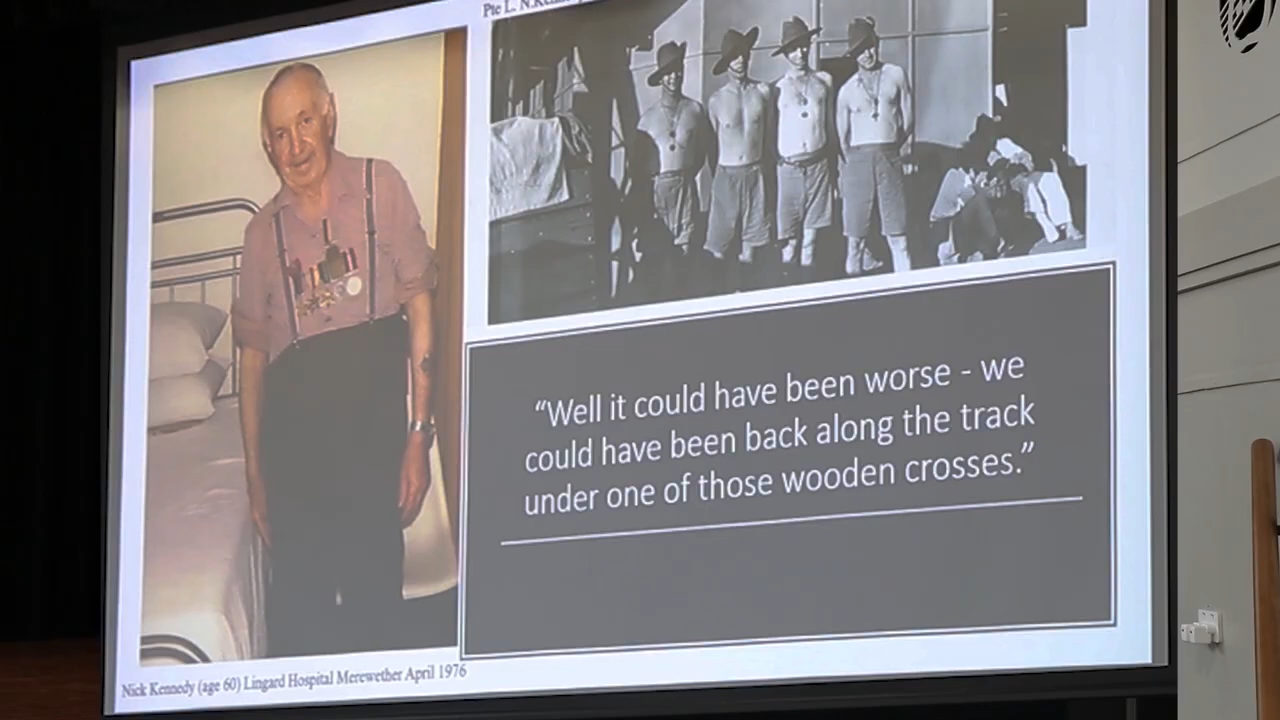 Pte L. N.
“Well it could have been worse - we
could have been back along the track
under one of those wooden crosses.”
Nick Kennedy (age 60) Lingard Hospital Merewether April 1976